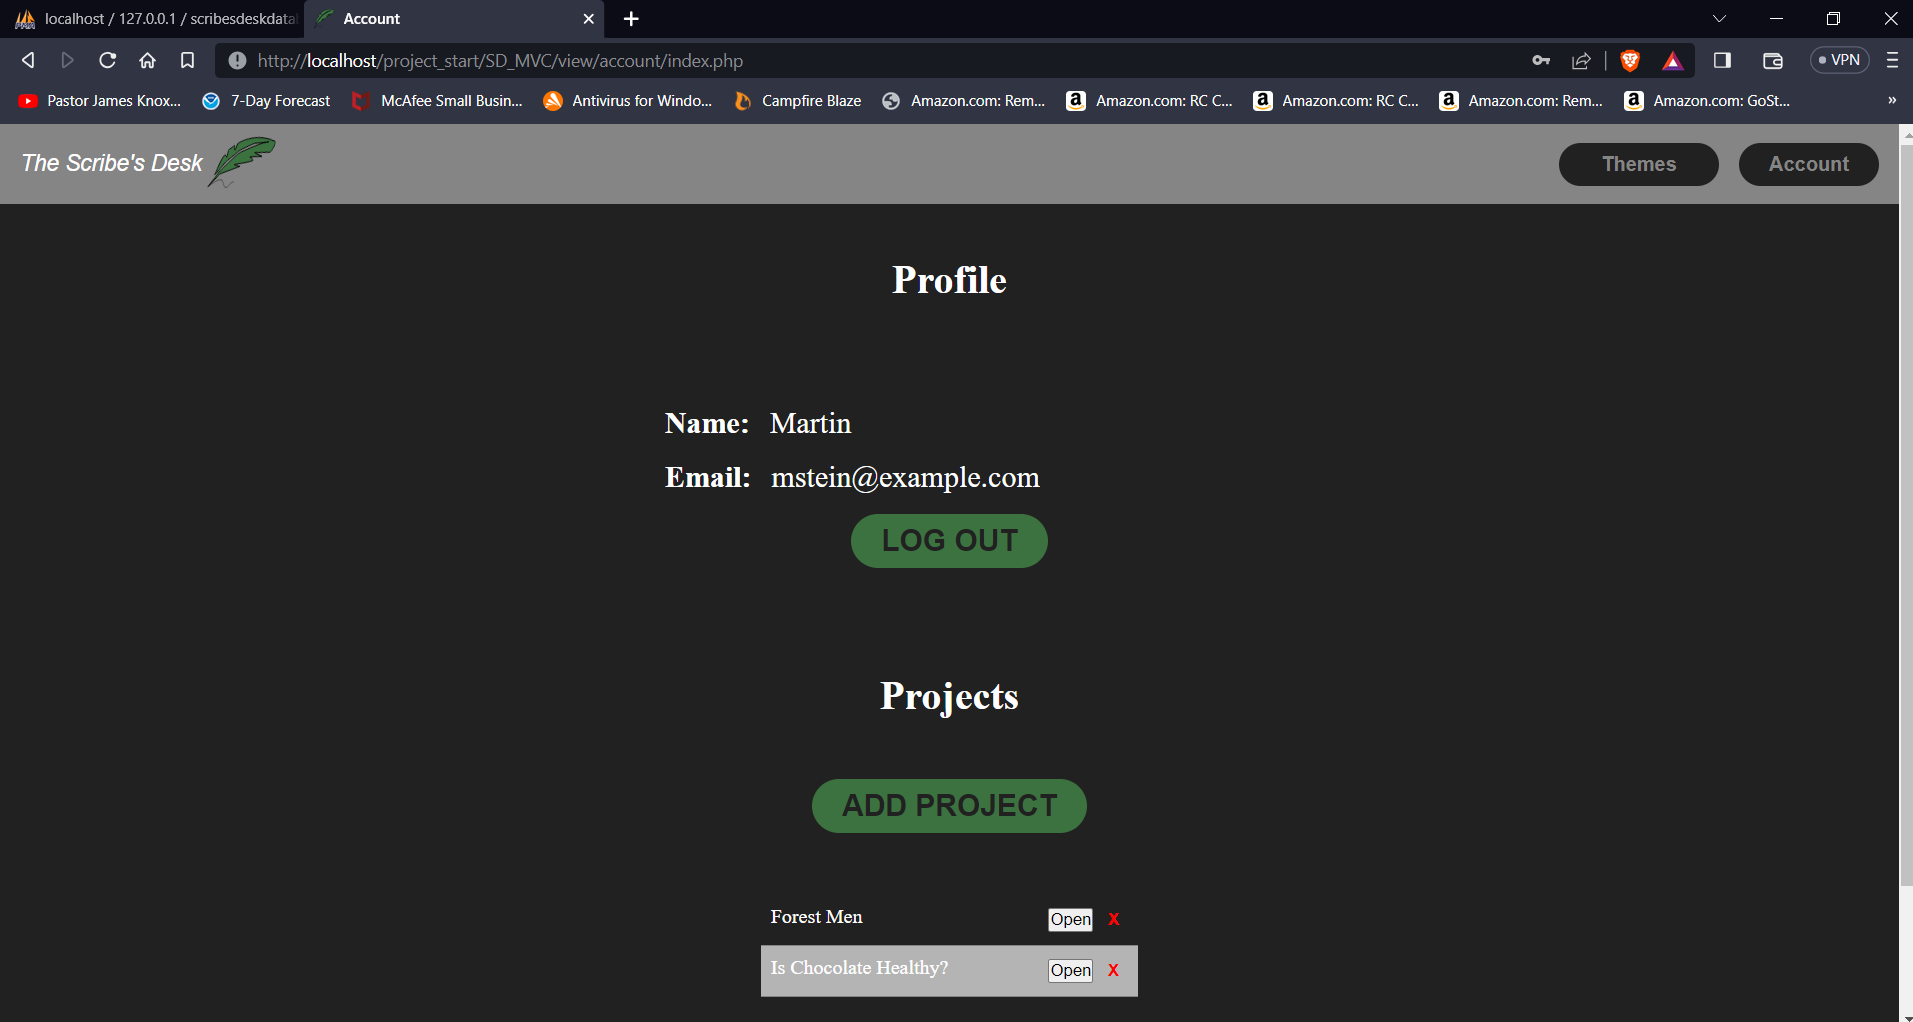 localhost / 127.0.0.1 / scribesdeskdata
Account
http://localhost/project_start/SD_MVC/view/account/index.php
VPN
Pastor James Knox...
7-Day Forecast
McAfee Small Busin...
Antivirus for Windo...
Campfire Blaze
Amazon.com: Rem...
Amazon.com: RC C...
Amazon.com: RC C...
Amazon.com: Rem...
Amazon.com: GoSt...
»
The Scribe's Desk
Themes
Account
Profile
Name: Martin
Email: mstein@example.com
LOG OUT
Projects
ADD PROJECT
Forest Men Open X
Is Chocolate Healthy? Open X